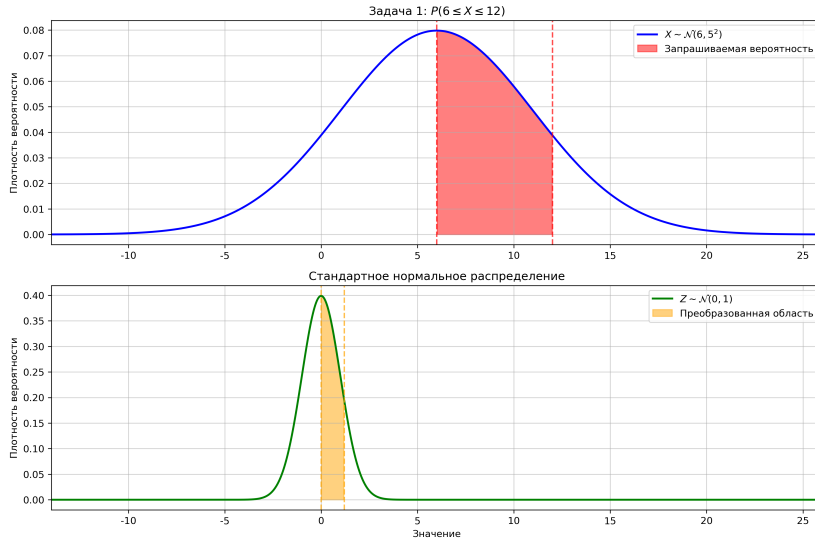 Задача 1: P(6 ≤ X ≤ 12)
X ~ 𝒩(6, 5²)
Запрашиваемая вероятность
Плотность вероятности
0.08
0.07
0.06
0.05
0.04
0.03
0.02
0.01
0.00
-10 -5 0 5 10 15 20 25
Стандартное нормальное распределение
Z ~ 𝒩(0, 1)
Преобразованная область
Плотность вероятности
0.40
0.35
0.30
0.25
0.20
0.15
0.10
0.05
0.00
-10 -5 0 5 10 15 20 25
Значение